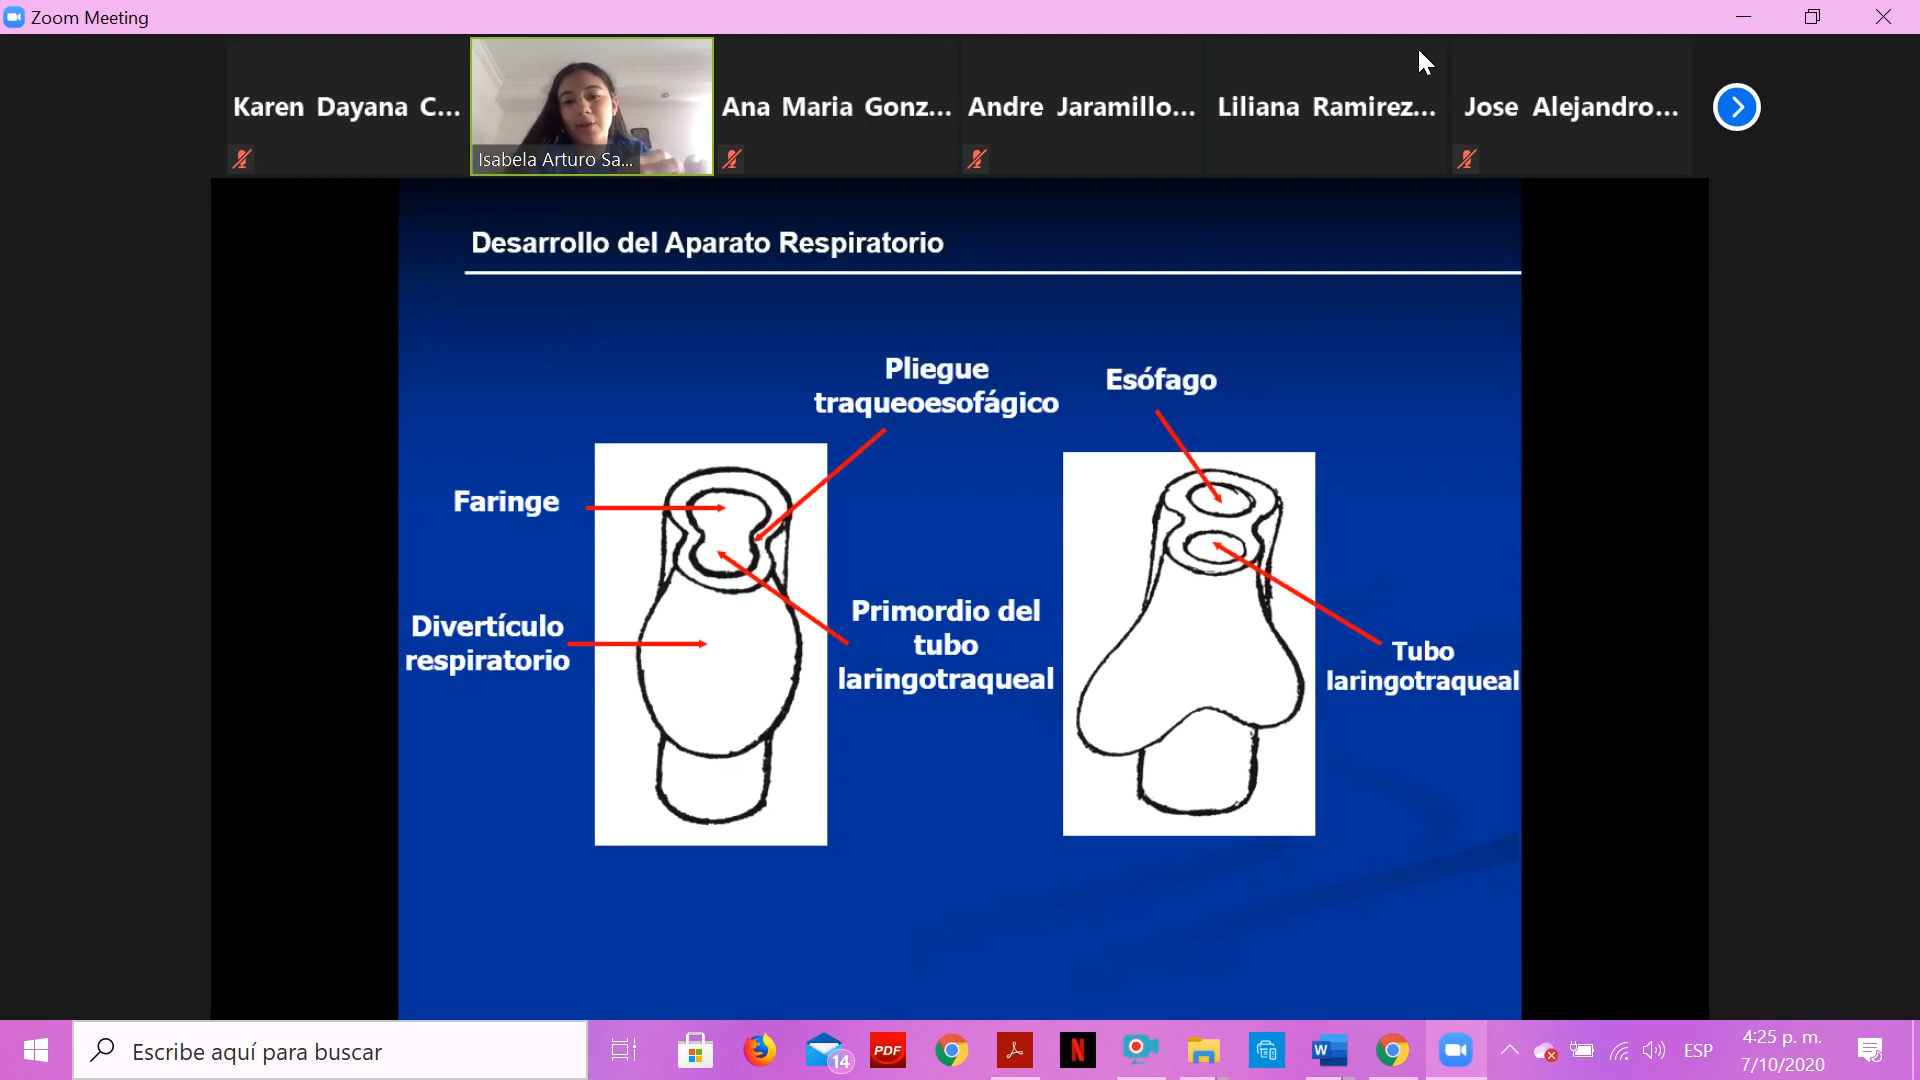 Zoom Meeting
Karen Dayana C...
Isabela Arturo Sa...
Ana Maria Gonz...
Andre Jaramillo...
Liliana Ramirez...
Jose Alejandro...
Desarrollo del Aparato Respiratorio
Pliegue
traqueoesofágico
Esófago
Faringe
Divertículo
respiratorio
Primordio del
tubo
laringotraqueal
Tubo
laringotraqueal
Escribe aquí para buscar
14
PDF
N
W
ESP
4:25 p. m.
7/10/2020